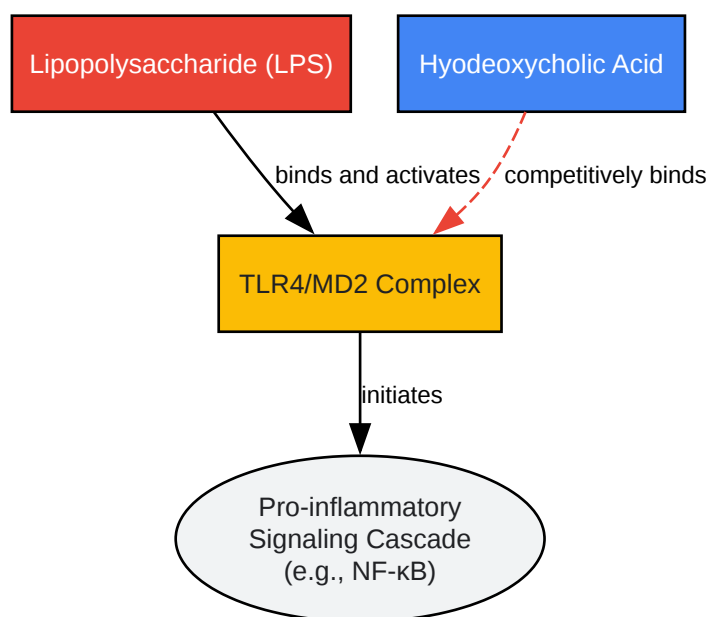 Lipopolysaccharide (LPS)
Hyodeoxycholic Acid
binds and activates
competitively binds
TLR4/MD2 Complex
initiates
Pro-inflammatory
Signaling Cascade
(e.g., NF-κB)